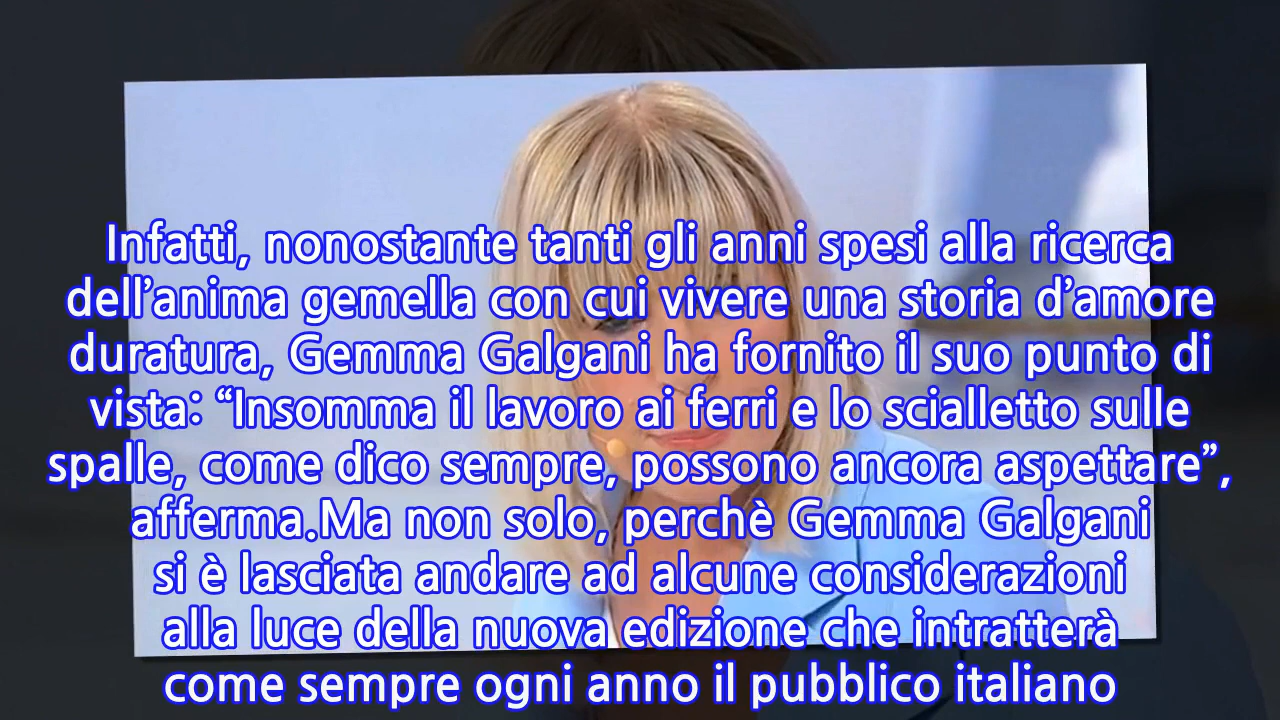 Infatti, nonostante tanti gli anni spesi alla ricerca
dell’anima gemella con cui vivere una storia d’amore
duratura, Gemma Galgani ha fornito il suo punto di
vista: “Insomma il lavoro ai ferri e lo scialletto sulle
spalle, come dico sempre, possono ancora aspettare”,
afferma.Ma non solo, perchè Gemma Galgani
si è lasciata andare ad alcune considerazioni
alla luce della nuova edizione che intratterà
come sempre ogni anno il pubblico italiano